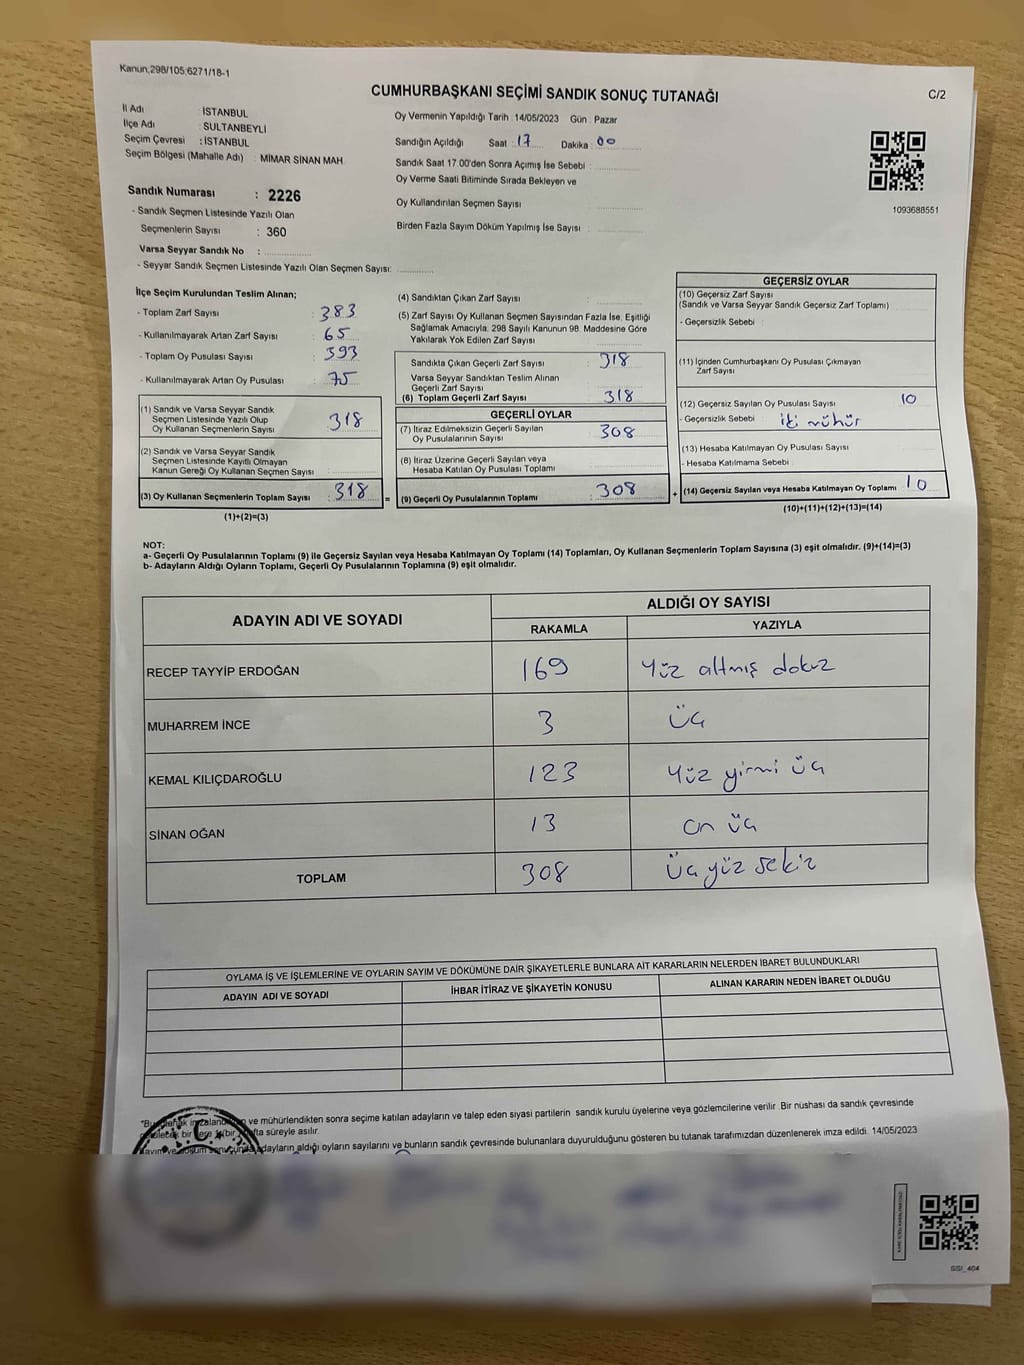 Kanun;298/105;6271/18-1
CUMHURBAŞKANI SEÇİMİ SANDIK SONUÇ TUTANAĞI
C/2
İl Adı : İSTANBUL
İlçe Adı : SULTANBEYLİ
Seçim Çevresi : İSTANBUL
Seçim Bölgesi (Mahalle Adı) : MİMAR SİNAN MAH.
Sandık Numarası : 2226
- Sandık Seçmen Listesinde Yazılı Olan
Seçmenlerin Sayısı : 360
Varsa Seyyar Sandık No :
- Seyyar Sandık Seçmen Listesinde Yazılı Olan Seçmen Sayısı:
Oy Vermenin Yapıldığı Tarih :14/05/2023 Gün : Pazar
Sandığın Açıldığı Saat : 17 Dakika : 00
Sandık Saat 17.00'den Sonra Açımış İse Sebebi :
Oy Verme Saati Bitiminde Sırada Bekleyen ve
Oy Kullandırılan Seçmen Sayısı
Birden Fazla Sayım Döküm Yapılmış İse Sayısı :
1093688551
İlçe Seçim Kurulundan Teslim Alınan;
- Toplam Zarf Sayısı : 383
- Kullanılmayarak Artan Zarf Sayısı : 65
- Toplam Oy Pusulası Sayısı : 393
- Kullanılmayarak Artan Oy Pusulası : 75
(1) Sandık ve Varsa Seyyar Sandık
Seçmen Listesinde Yazılı Olup
Oy Kullanan Seçmenlerin Sayısı : 318
(2) Sandık ve Varsa Seyyar Sandık
Seçmen Listesinde Kayıtlı Olmayan
Kanun Gereği Oy Kullanan Seçmen Sayısı :
(3) Oy Kullanan Seçmenlerin Toplam Sayısı : 318 =
(1)+(2)=(3)
(4) Sandıktan Çıkan Zarf Sayısı :
(5) Zarf Sayısı Oy Kullanan Seçmen Sayısından Fazla İse, Eşitliği
Sağlamak Amacıyla, 298 Sayılı Kanunun 98. Maddesine Göre
Yakılarak Yok Edilen Zarf Sayısı :
Sandıkta Çıkan Geçerli Zarf Sayısı : 318
Varsa Seyyar Sandıktan Teslim Alınan
Geçerli Zarf Sayısı :
(6) Toplam Geçerli Zarf Sayısı : 318
GEÇERLİ OYLAR
(7) İtiraz Edilmeksizin Geçerli Sayılan
Oy Pusulalarının Sayısı : 308
(8) İtiraz Üzerine Geçerli Sayılan veya
Hesaba Katılan Oy Pusulası Toplamı :
(9) Geçerli Oy Pusulalarının Toplamı : 308 +
GEÇERSİZ OYLAR
(10) Geçersiz Zarf Sayısı
(Sandık ve Varsa Seyyar Sandık Geçersiz Zarf Toplamı)
- Geçersizlik Sebebi :
(11) İçinden Cumhurbaşkanı Oy Pusulası Çıkmayan
Zarf Sayısı
(12) Geçersiz Sayılan Oy Pusulası Sayısı : 10
- Geçersizlik Sebebi : iki mühür
(13) Hesaba Katılmayan Oy Pusulası Sayısı :
- Hesaba Katılmama Sebebi :
(14) Geçersiz Sayılan veya Hesaba Katılmayan Oy Toplamı : 10
(10)+(11)+(12)+(13)=(14)
NOT:
a- Geçerli Oy Pusulalarının Toplamı (9) ile Geçersiz Sayılan veya Hesaba Katılmayan Oy Toplamı (14) Toplamları, Oy Kullanan Seçmenlerin Toplam Sayısına (3) eşit olmalıdır. (9)+(14)=(3)
b- Adayların Aldığı Oyların Toplamı, Geçerli Oy Pusulalarının Toplamına (9) eşit olmalıdır.
ADAYIN ADI VE SOYADI ALDIĞI OY SAYISI
RAKAMLA YAZIYLA
RECEP TAYYİP ERDOĞAN 169 Yüz altmış dokuz
MUHARREM İNCE 3 üç
KEMAL KILIÇDAROĞLU 123 Yüz yirmi üç
SİNAN OĞAN 13 on üç
TOPLAM 308 üçyüz sekiz
OYLAMA İŞ VE İŞLEMLERİNE VE OYLARIN SAYIM VE DÖKÜMÜNE DAİR ŞİKAYETLERLE BUNLARA AİT KARARLARIN NELERDEN İBARET BULUNDUKLARI
ADAYIN ADI VE SOYADI İHBAR İTİRAZ VE ŞİKAYETİN KONUSU ALINAN KARARIN NEDEN İBARET OLDUĞU
ve mühürlendikten sonra seçime katılan adayların ve talep eden siyasi partilerin sandık kurulu üyelerine veya gözlemcilerine verilir. Bir nüshası da sandık çevresinde
bir yere 1 (bir) hafta süreyle asılır.
adayların aldığı oyların sayılarını ve bunların sandık çevresinde bulunanlara duyurulduğunu gösteren bu tutanak tarafımızdan düzenlenerek imza edildi. 14/05/2023
SSI_404